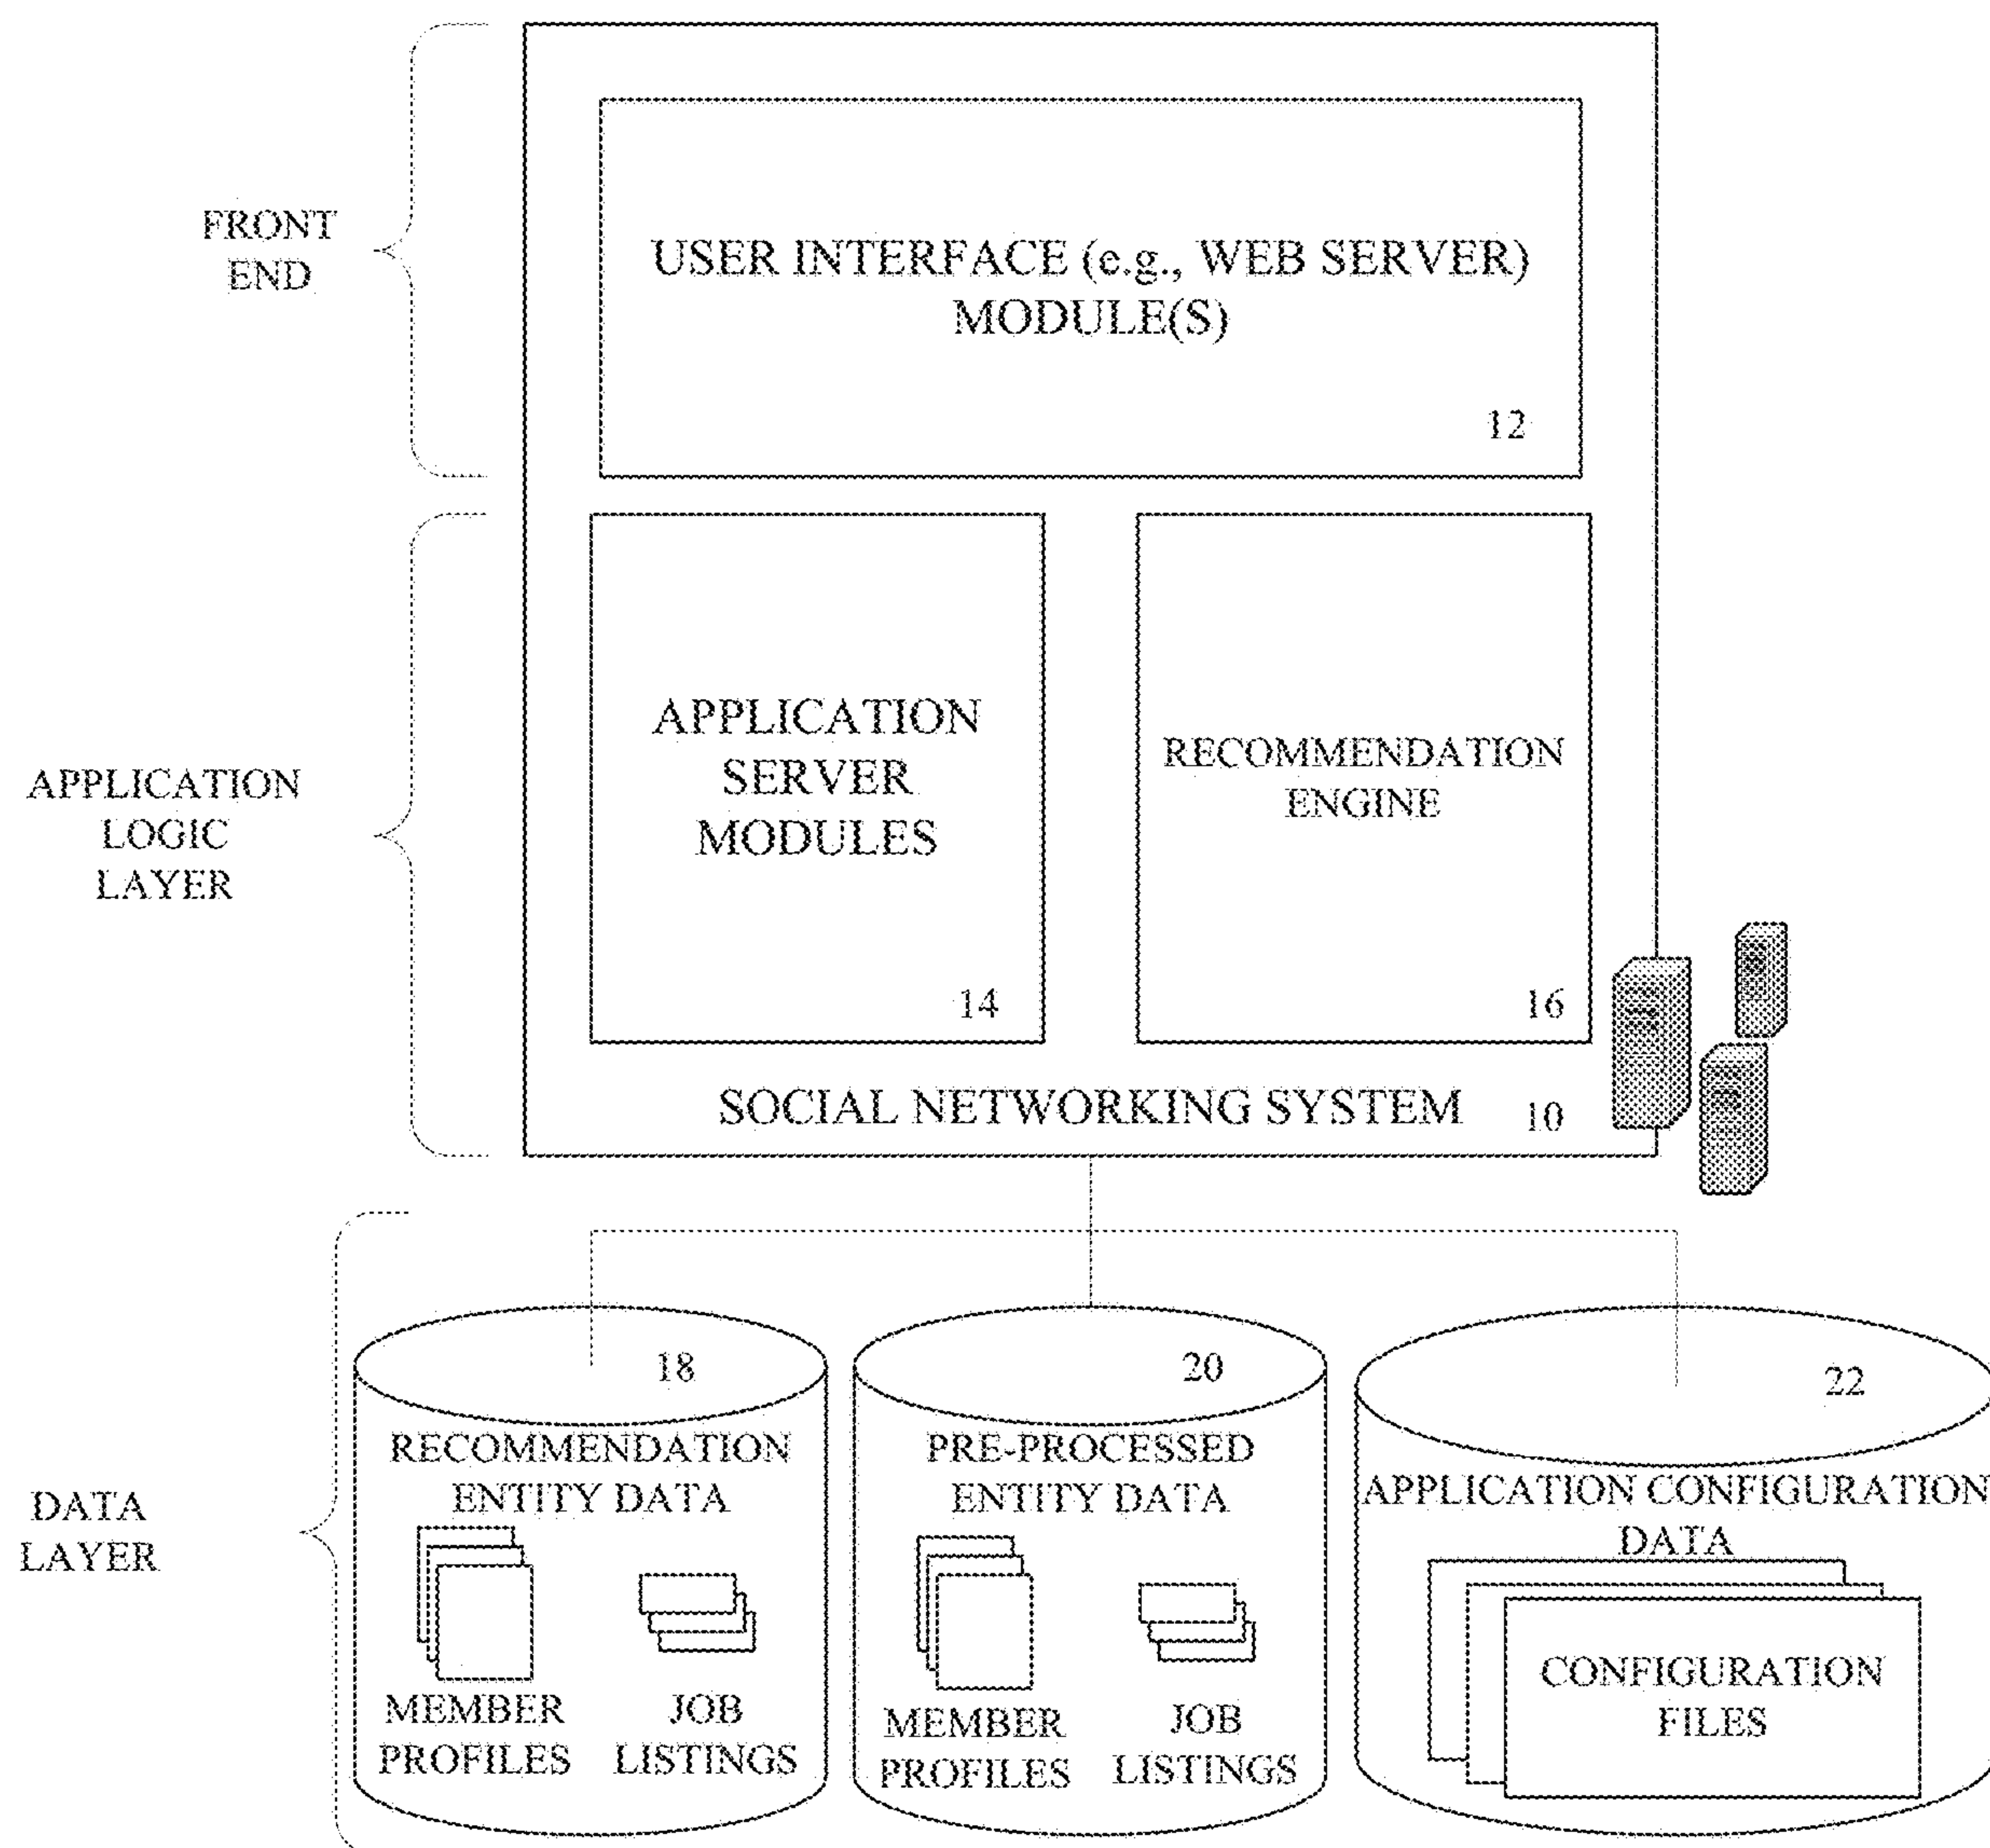 FRONT
END
USER INTERFACE (e.g., WEB SERVER)
MODULE(S)
12
APPLICATION
LOGIC
LAYER
APPLICATION
SERVER
MODULES
14
RECOMMENDATION
ENGINE
16
SOCIAL NETWORKING SYSTEM 10
DATA
LAYER
18
RECOMMENDATION
ENTITY DATA
MEMBER
PROFILES
JOB
LISTINGS
20
PRE-PROCESSED
ENTITY DATA
MEMBER
PROFILES
JOB
LISTINGS
22
APPLICATION CONFIGURATION
DATA
CONFIGURATION
FILES